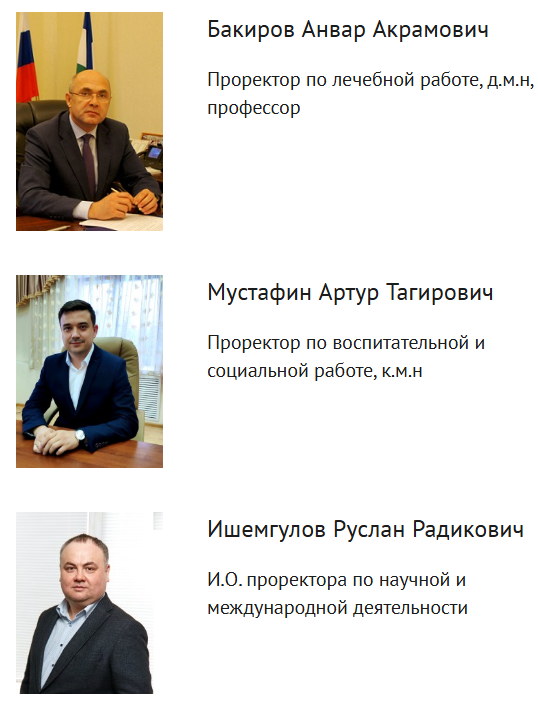 Бакиров Анвар Акрамович
Проректор по лечебной работе, д.м.н,
профессор
Мустафин Артур Тагирович
Проректор по воспитательной и
социальной работе, к.м.н
Ишемгулов Руслан Радикович
И.О. проректора по научной и
международной деятельности